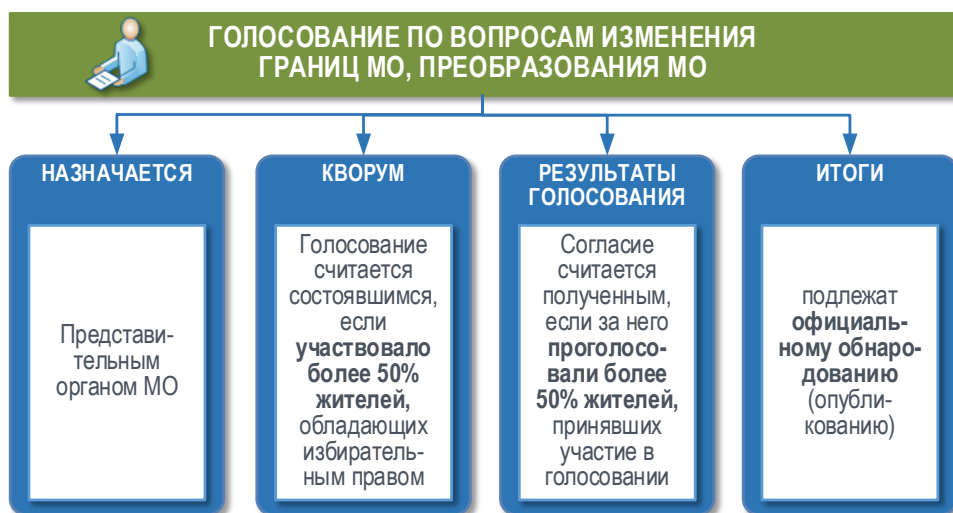 ГОЛОСОВАНИЕ ПО ВОПРОСАМ ИЗМЕНЕНИЯ
ГРАНИЦ МО, ПРЕОБРАЗОВАНИЯ МО
НАЗНАЧАЕТСЯ
Представи-
тельным
органом МО
КВОРУМ
Голосование
считается
состоявшимся,
если
участвовало
более 50%
жителей,
обладающих
избиратель-
ным правом
РЕЗУЛЬТАТЫ
ГОЛОСОВАНИЯ
Согласие
считается
полученным,
если за него
проголосо-
вали более
50% жителей,
принявших
участие в
голосовании
ИТОГИ
подлежат
официаль-
ному обнаро-
дованию
(опубли-
кованию)